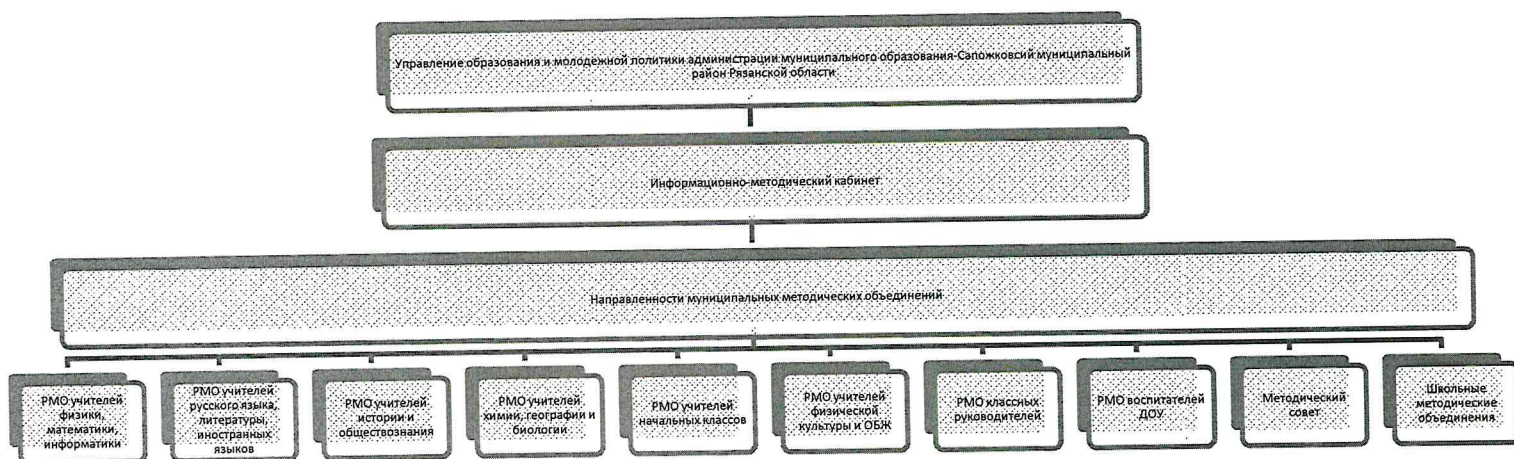 Управление образования и молодежной политики администрации муниципального образования-Сапожковсий муниципальный
район Рязанской области
Информационно-методический кабинет
Направленности муниципальных методических объединений
РМО учителей
физики,
математики,
информатики
РМО учителей
русского языка,
литературы,
иностранных
языков
РМО учителей
истории и
обществознания
РМО учителей
химии, географии и
биологии
РМО учителей
начальных классов
РМО учителей
физической
культуры и ОБЖ
РМО классных
руководителей
РМО воспитателей
ДОУ
Методический
совет
Школьные
методические
объединения